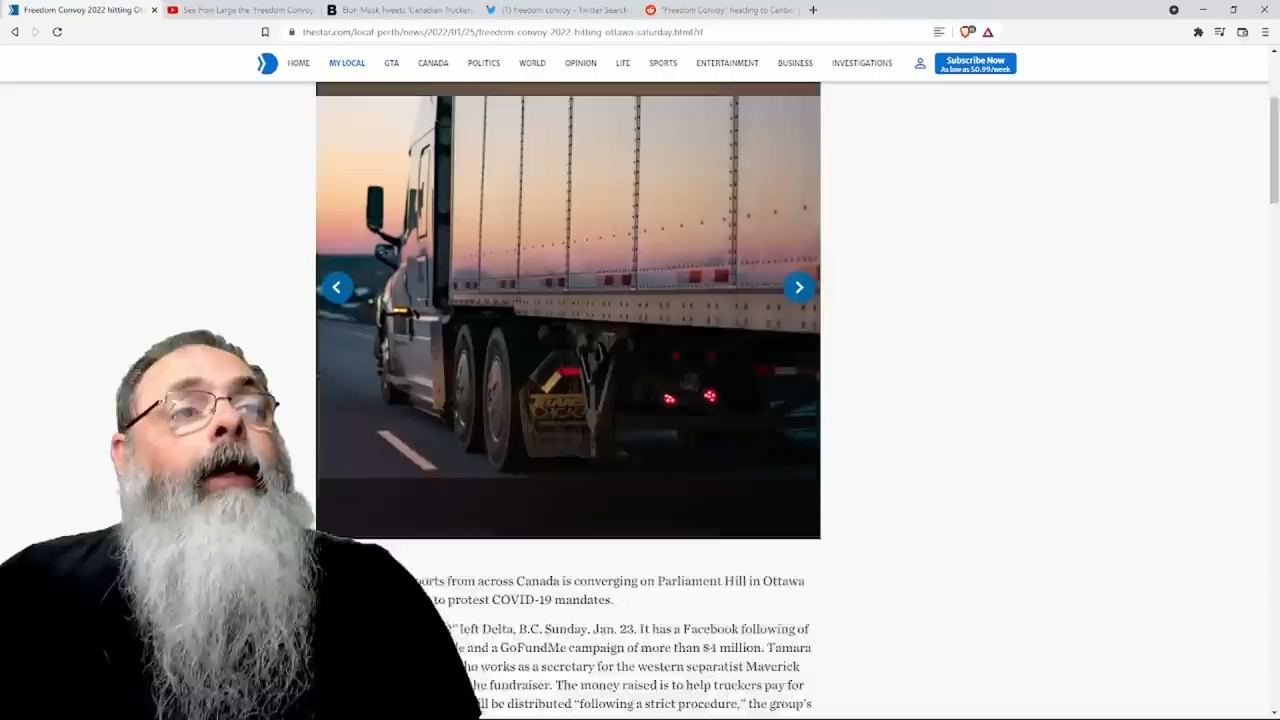 Freedom Convoy 2022 hitting Ot
See How Large the 'Freedom Convoy
Elon Musk Tweets 'Canadian Trucker
(1) freedom convoy - Twitter Search
"Freedom Convoy" heading to Canber
thestar.com/local-perth/news/2022/01/25/freedom-convoy-2022-hitting-ottawa-saturday.html?rf
HOME
MY LOCAL
GTA
CANADA
POLITICS
WORLD
OPINION
LIFE
SPORTS
ENTERTAINMENT
BUSINESS
INVESTIGATIONS
Subscribe Now
As low as $0.99/week
orts from across Canada is converging on Parliament Hill in Ottawa
to protest COVID-19 mandates.
" left Delta, B.C. Sunday, Jan. 23. It has a Facebook following of
e and a GoFundMe campaign of more than $4 million. Tamara
ho works as a secretary for the western separatist Maverick
he fundraiser. The money raised is to help truckers pay for
ll be distributed "following a strict procedure," the group's